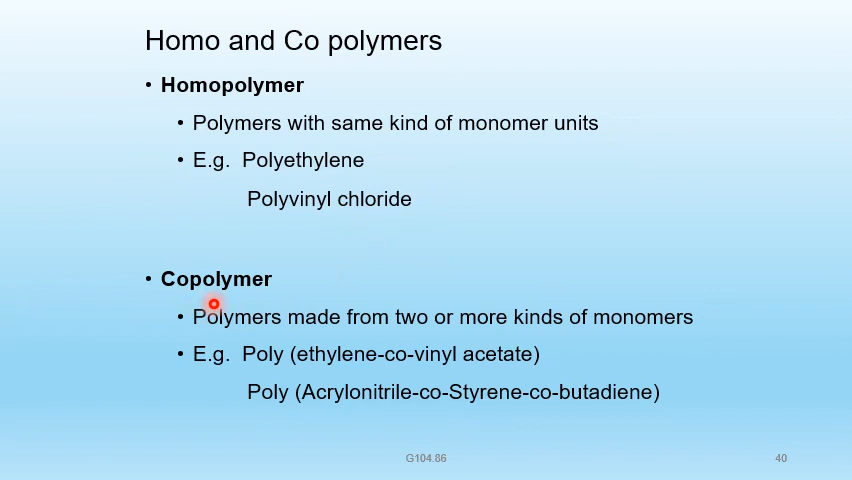 Homo and Co polymers
• Homopolymer
• Polymers with same kind of monomer units
• E.g. Polyethylene
Polyvinyl chloride
• Copolymer
• Polymers made from two or more kinds of monomers
• E.g. Poly (ethylene-co-vinyl acetate)
Poly (Acrylonitrile-co-Styrene-co-butadiene)
G104.86
40